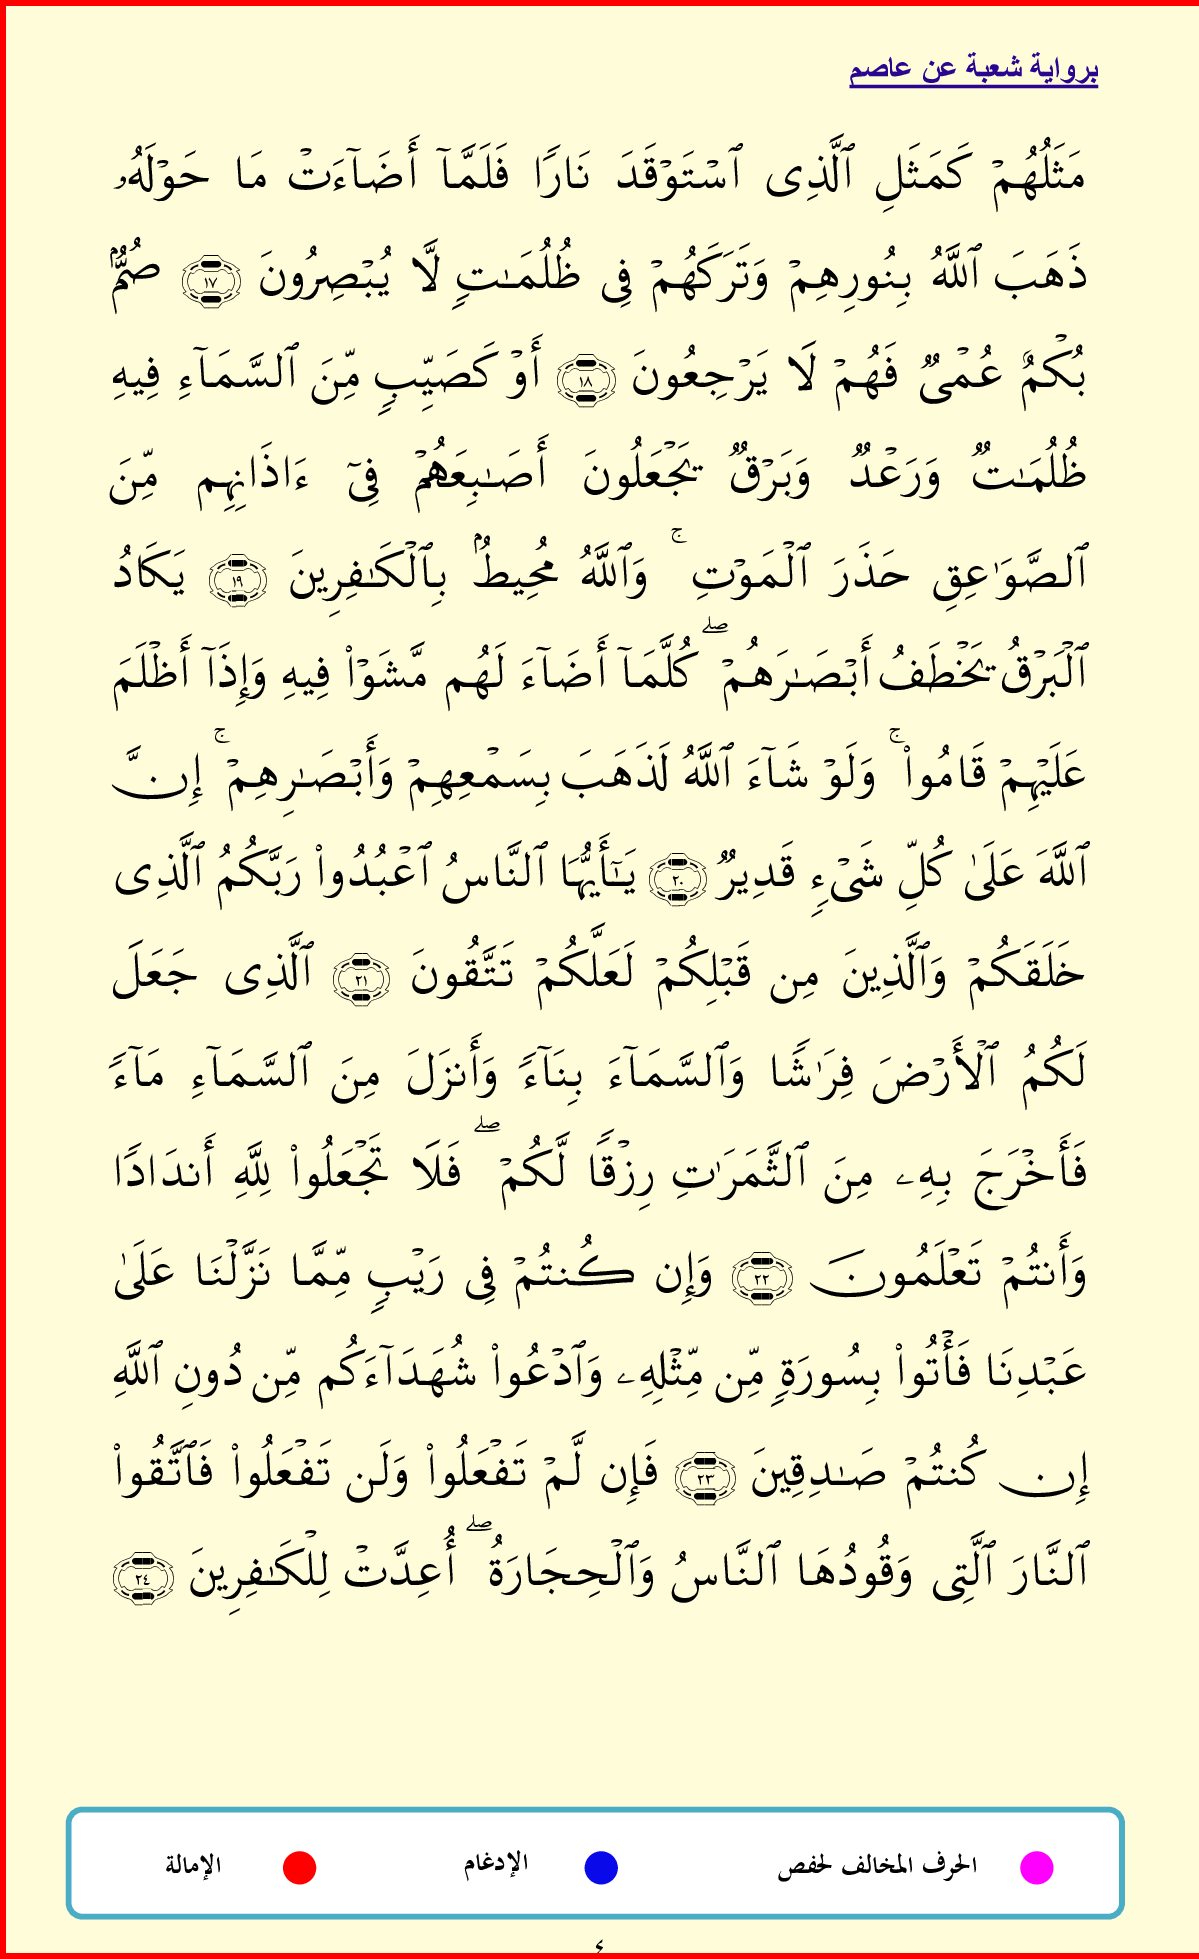 برواية شعبة عن عاصم
مَثَلُهُمْ كَمَثَلِ ٱلَّذِى ٱسْتَوْقَدَ نَارًا فَلَمَّآ أَضَآءَتْ مَا حَوْلَهُۥ
ذَهَبَ ٱللَّهُ بِنُورِهِمْ وَتَرَكَهُمْ فِى ظُلُمَـٰتٍ لَّا يُبْصِرُونَ ١٧ صُمٌّۢ
بُكْمٌ عُمْىٌ فَهُمْ لَا يَرْجِعُونَ ١٨ أَوْ كَصَيِّبٍ مِّنَ ٱلسَّمَآءِ فِيهِ
ظُلُمَـٰتٌ وَرَعْدٌ وَبَرْقٌ يَجْعَلُونَ أَصَـٰبِعَهُمْ فِىٓ ءَاذَانِهِم مِّنَ
ٱلصَّوَٰعِقِ حَذَرَ ٱلْمَوْتِ ۚ وَٱللَّهُ مُحِيطٌۢ بِٱلْكَـٰفِرِينَ ١٩ يَكَادُ
ٱلْبَرْقُ يَخْطَفُ أَبْصَـٰرَهُمْ ۖ كُلَّمَآ أَضَآءَ لَهُم مَّشَوْا۟ فِيهِ وَإِذَآ أَظْلَمَ
عَلَيْهِمْ قَامُوا۟ ۚ وَلَوْ شَآءَ ٱللَّهُ لَذَهَبَ بِسَمْعِهِمْ وَأَبْصَـٰرِهِمْ ۚ إِنَّ
ٱللَّهَ عَلَىٰ كُلِّ شَىْءٍ قَدِيرٌ ٢٠ يَـٰٓأَيُّهَا ٱلنَّاسُ ٱعْبُدُوا۟ رَبَّكُمُ ٱلَّذِى
خَلَقَكُمْ وَٱلَّذِينَ مِن قَبْلِكُمْ لَعَلَّكُمْ تَتَّقُونَ ٢١ ٱلَّذِى جَعَلَ
لَكُمُ ٱلْأَرْضَ فِرَٰشًا وَٱلسَّمَآءَ بِنَآءً وَأَنزَلَ مِنَ ٱلسَّمَآءِ مَآءً
فَأَخْرَجَ بِهِۦ مِنَ ٱلثَّمَرَٰتِ رِزْقًا لَّكُمْ ۖ فَلَا تَجْعَلُوا۟ لِلَّهِ أَندَادًا
وَأَنتُمْ تَعْلَمُونَ ٢٢ وَإِن كُنتُمْ فِى رَيْبٍ مِّمَّا نَزَّلْنَا عَلَىٰ
عَبْدِنَا فَأْتُوا۟ بِسُورَةٍ مِّن مِّثْلِهِۦ وَٱدْعُوا۟ شُهَدَآءَكُم مِّن دُونِ ٱللَّهِ
إِن كُنتُمْ صَـٰدِقِينَ ٢٣ فَإِن لَّمْ تَفْعَلُوا۟ وَلَن تَفْعَلُوا۟ فَٱتَّقُوا۟
ٱلنَّارَ ٱلَّتِى وَقُودُهَا ٱلنَّاسُ وَٱلْحِجَارَةُ ۖ أُعِدَّتْ لِلْكَـٰفِرِينَ ٢٤
الحرف المخالف لحفص الإدغام الإمالة
٤